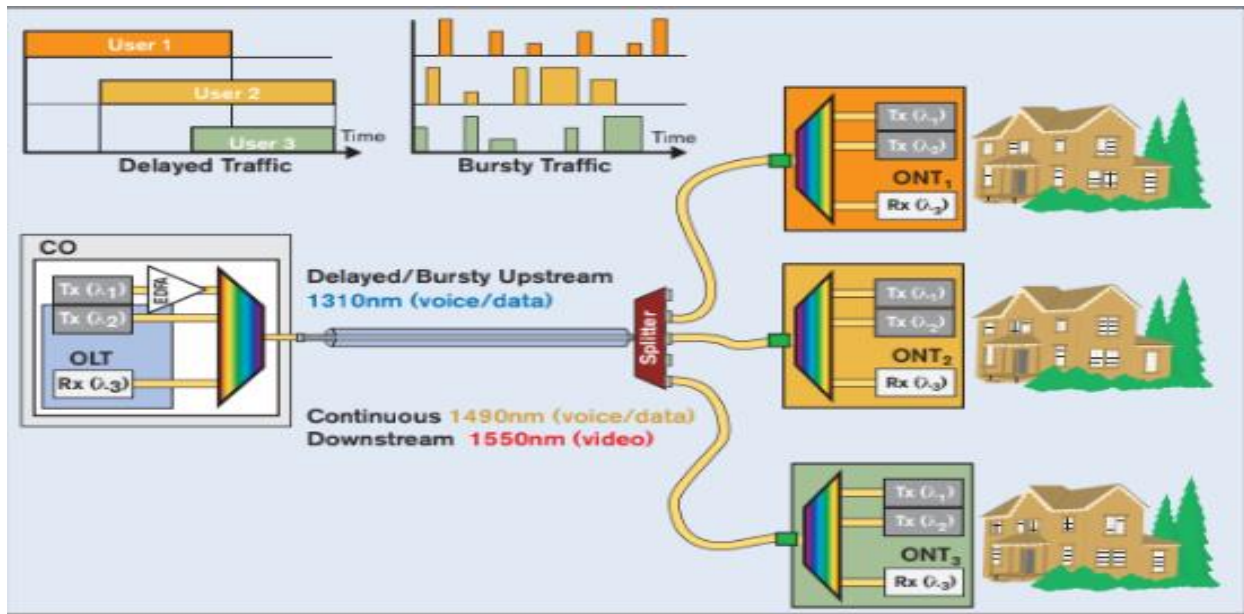 User 1
User 2
User 3
Time
Delayed Traffic
Time
Bursty Traffic
CO
Tx (λ1)
EDFA
Tx (λ2)
OLT
Rx (λ3)
Delayed/Bursty Upstream
1310nm (voice/data)
Continuous 1490nm (voice/data)
Downstream 1550nm (video)
Splitter
Tx (λ1)
Tx (λ2)
ONT1
Rx (λ3)
Tx (λ1)
Tx (λ2)
ONT2
Rx (λ3)
Tx (λ1)
Tx (λ2)
ONT3
Rx (λ3)